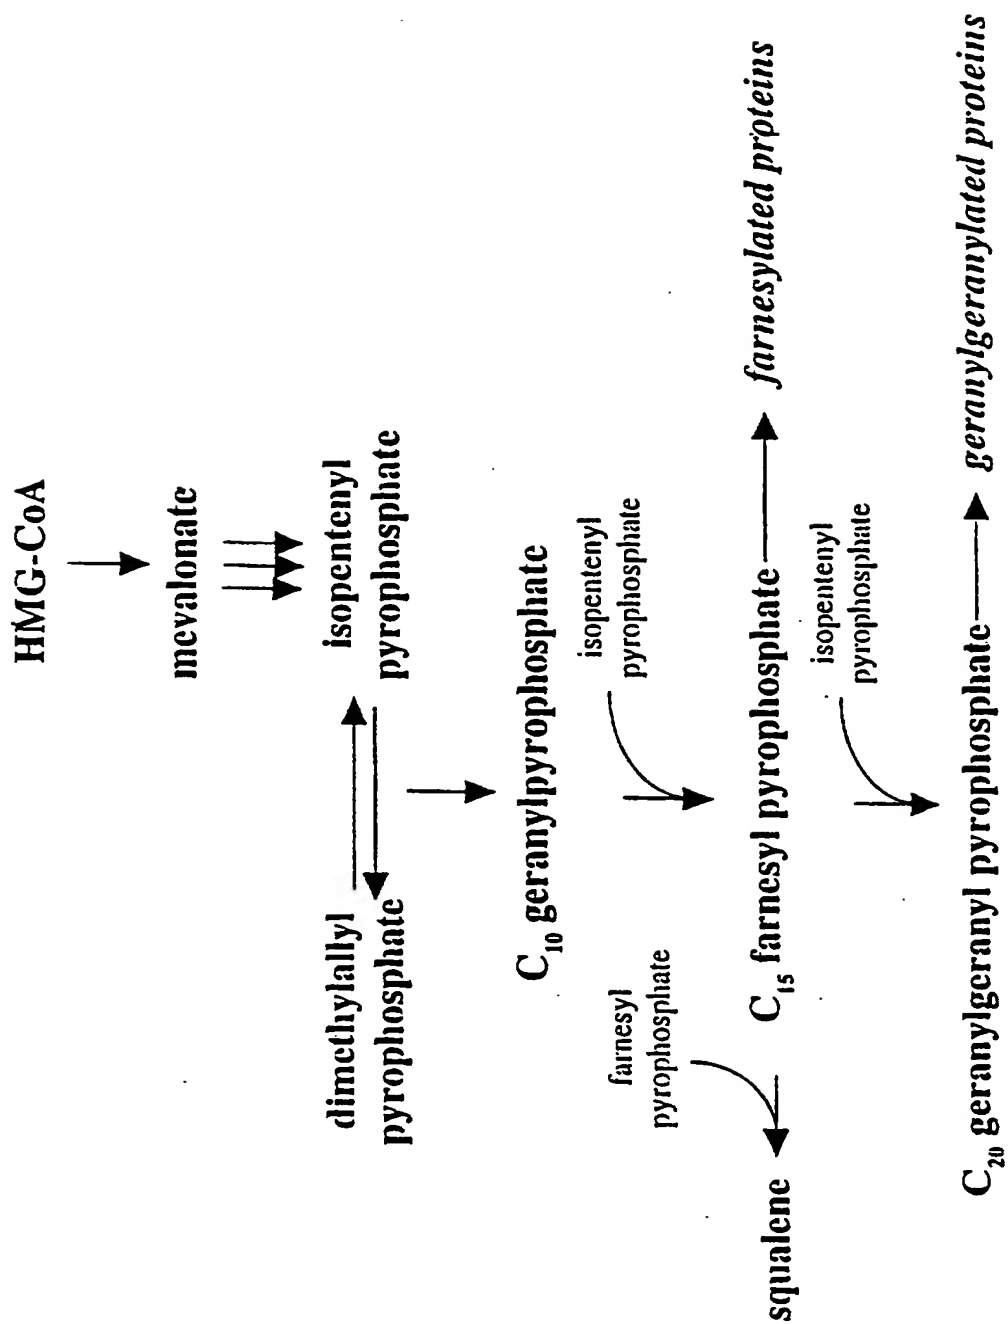 HMG-CoA
mevalonate
dimethylallyl
pyrophosphate
isopentenyl
pyrophosphate
C10 geranylpyrophosphate
isopentenyl
pyrophosphate
farnesyl
pyrophosphate
squalene
C15 farnesyl pyrophosphate
farnesylated proteins
isopentenyl
pyrophosphate
C20 geranylgeranyl pyrophosphate
geranylgeranylated proteins